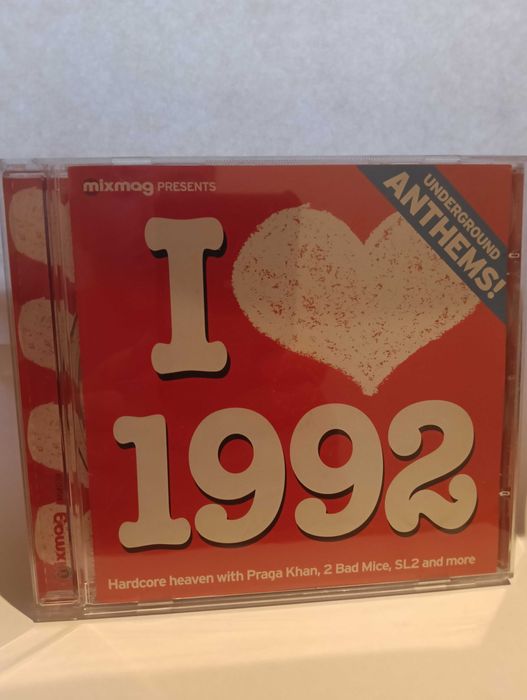 mixmag PRESENTS
UNDERGROUND
ANTHEMS!
I
1992
Hardcore heaven with Praga Khan, 2 Bad Mice, SL2 and more